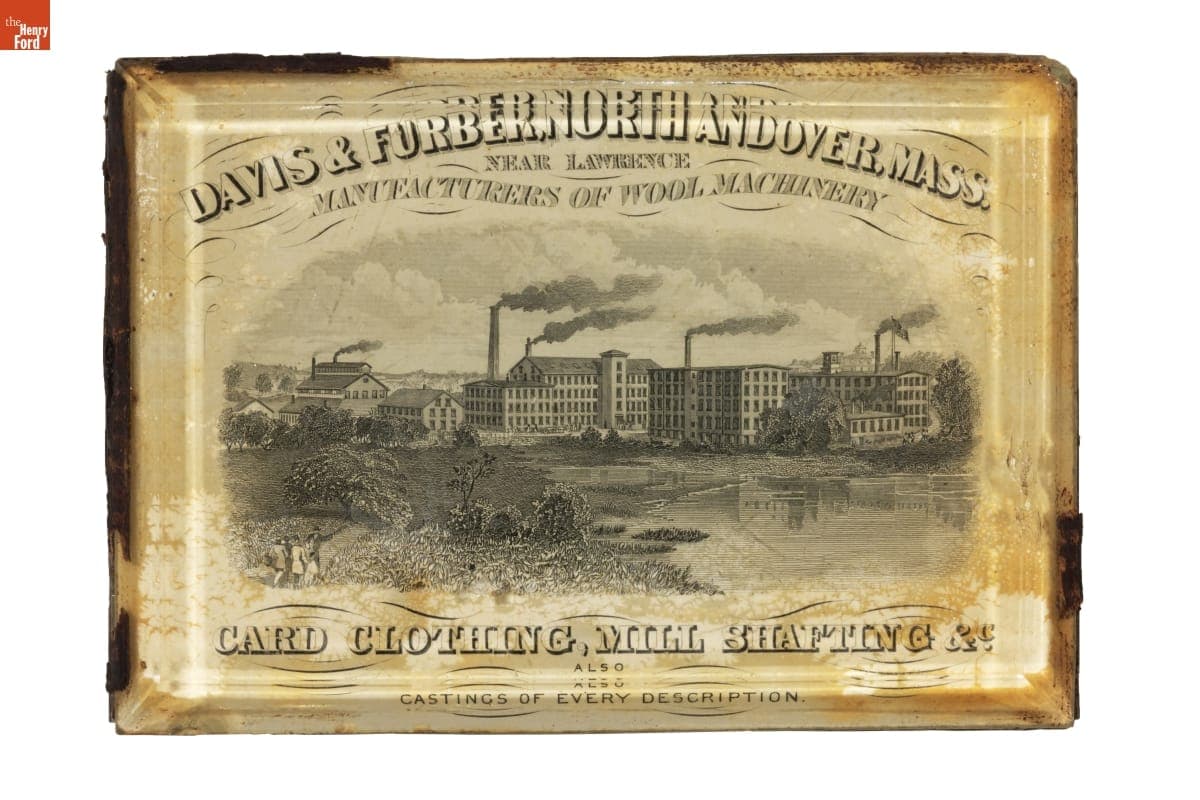 the
Henry
Ford
DAVIS & FURBER, NORTH ANDOVER, MASS.
NEAR LAWRENCE
MANUFACTURERS OF WOOL MACHINERY
CARD CLOTHING, MILL SHAFTING &C
ALSO
ALSO
CASTINGS OF EVERY DESCRIPTION.